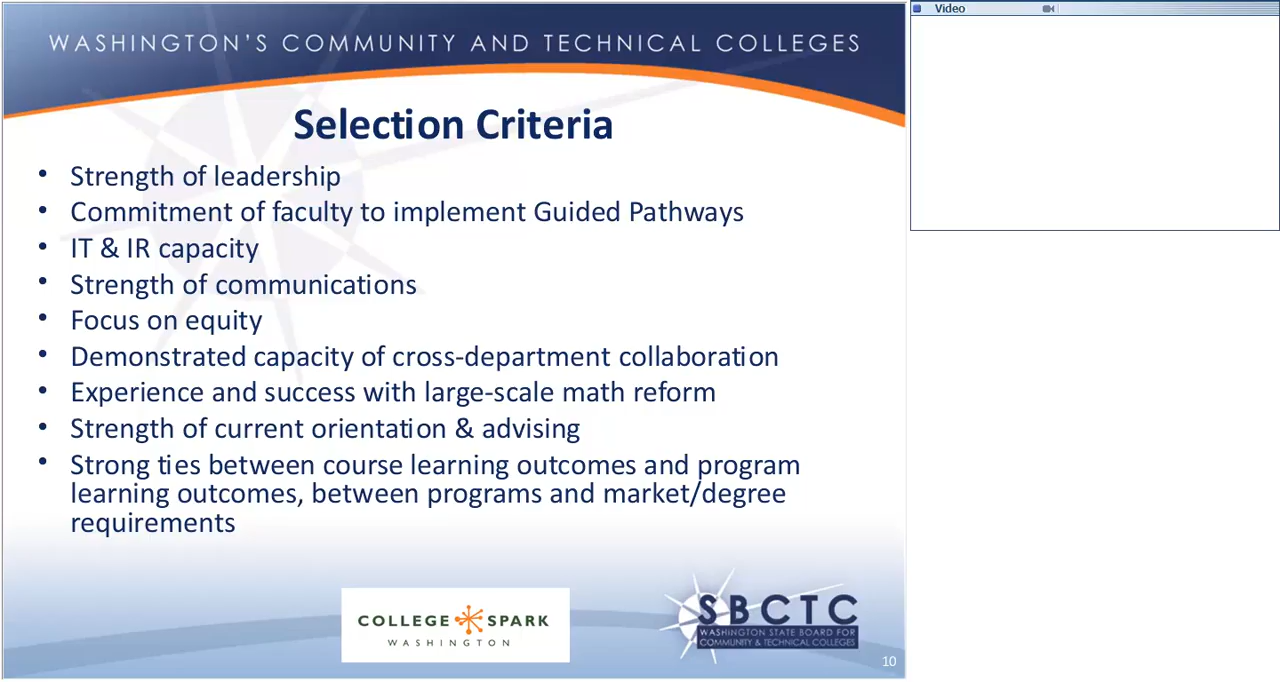 Video
WASHINGTON'S COMMUNITY AND TECHNICAL COLLEGES
Selection Criteria
• Strength of leadership
• Commitment of faculty to implement Guided Pathways
• IT & IR capacity
• Strength of communications
• Focus on equity
• Demonstrated capacity of cross-department collaboration
• Experience and success with large-scale math reform
• Strength of current orientation & advising
• Strong ties between course learning outcomes and program
learning outcomes, between programs and market/degree
requirements
COLLEGE SPARK
WASHINGTON
SBCTC
WASHINGTON STATE BOARD FOR
COMMUNITY & TECHNICAL COLLEGES
10